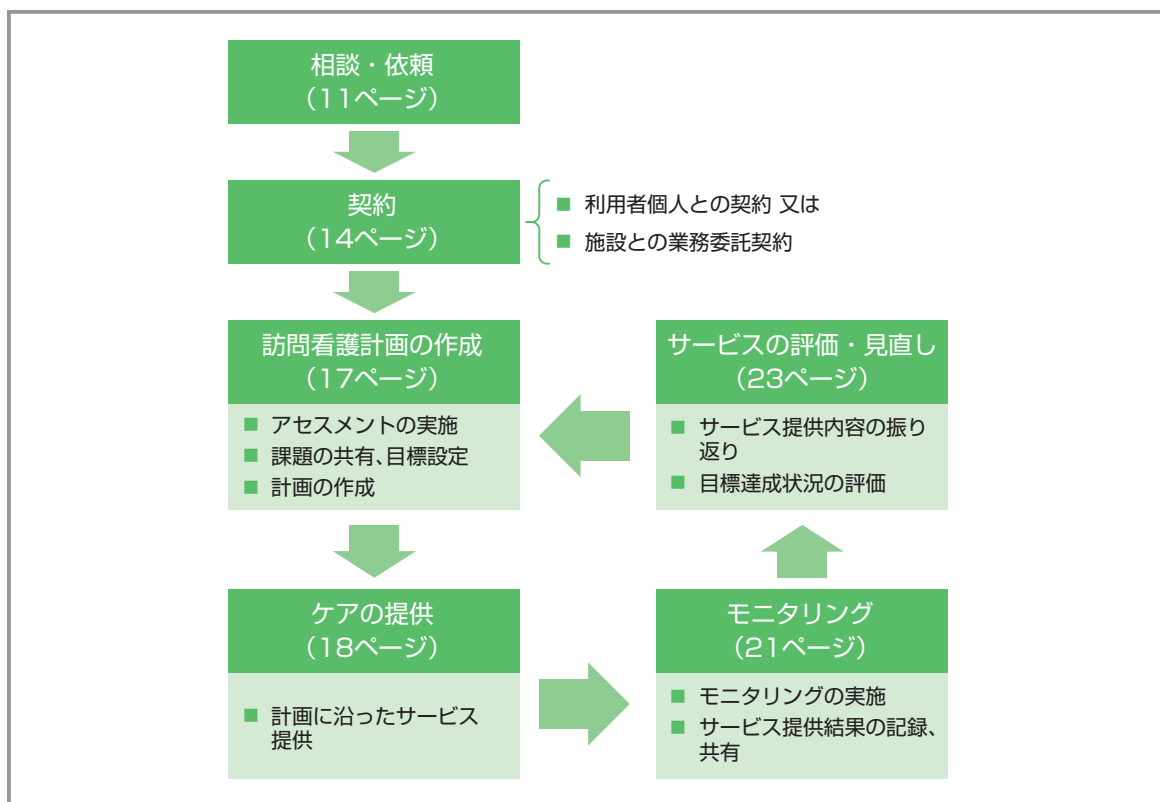 相談・依頼
（11ページ）
契約
（14ページ）
■ 利用者個人との契約 又は
■ 施設との業務委託契約
訪問看護計画の作成
（17ページ）
■ アセスメントの実施
■ 課題の共有、目標設定
■ 計画の作成
ケアの提供
（18ページ）
■ 計画に沿ったサービス
提供
モニタリング
（21ページ）
■ モニタリングの実施
■ サービス提供結果の記録、
共有
サービスの評価・見直し
（23ページ）
■ サービス提供内容の振り
返り
■ 目標達成状況の評価